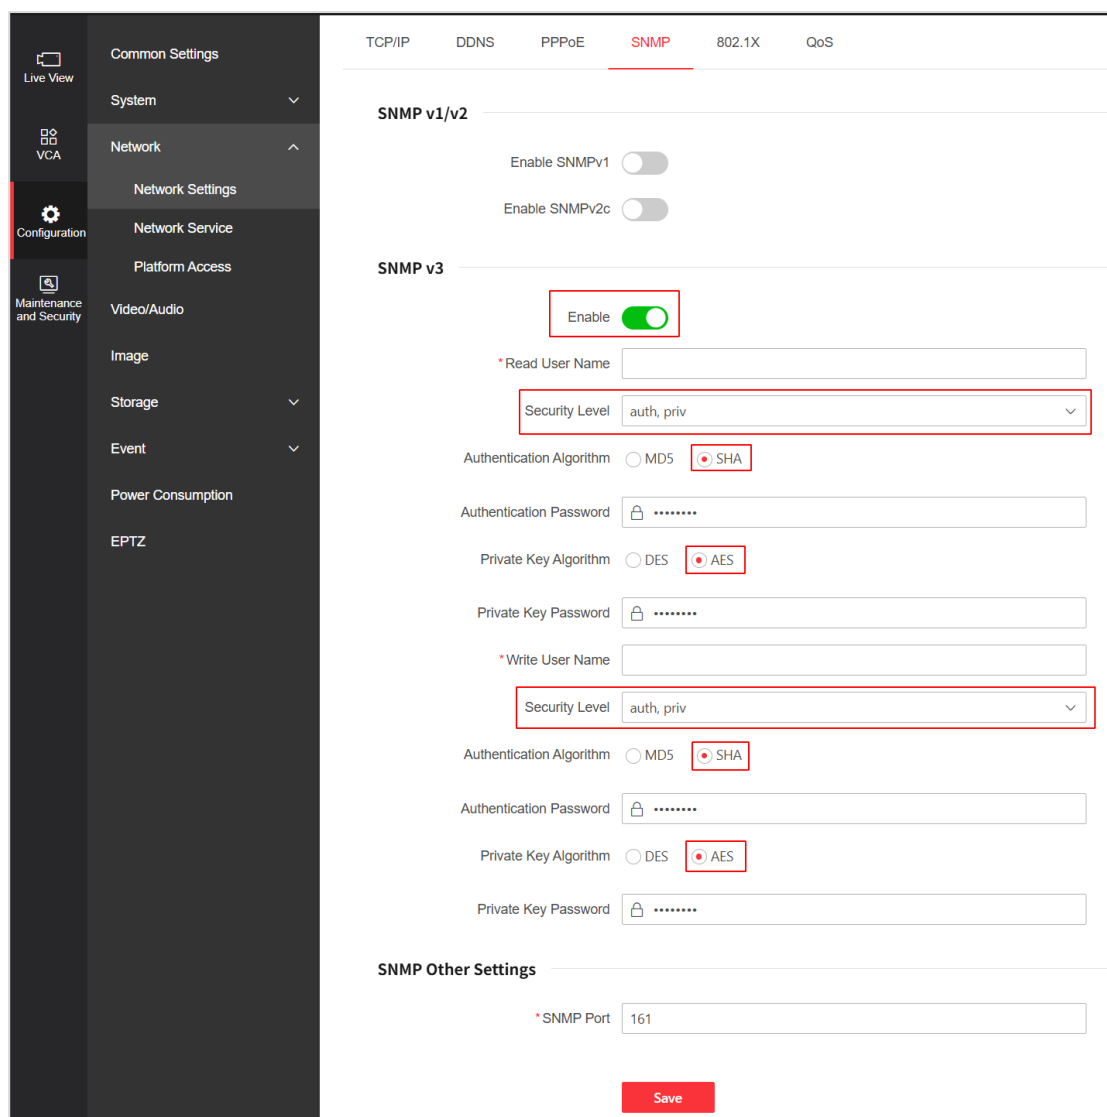 Live View
VCA
Configuration
Maintenance
and Security
Common Settings
System
Network
Network Settings
Network Service
Platform Access
Video/Audio
Image
Storage
Event
Power Consumption
EPTZ
TCP/IP DDNS PPPoE SNMP 802.1X QoS
SNMP v1/v2
Enable SNMPv1
Enable SNMPv2c
SNMP v3
Enable
*Read User Name
Security Level auth, priv
Authentication Algorithm MD5 SHA
Authentication Password ••••••••
Private Key Algorithm DES AES
Private Key Password ••••••••
*Write User Name
Security Level auth, priv
Authentication Algorithm MD5 SHA
Authentication Password ••••••••
Private Key Algorithm DES AES
Private Key Password ••••••••
SNMP Other Settings
*SNMP Port 161
Save